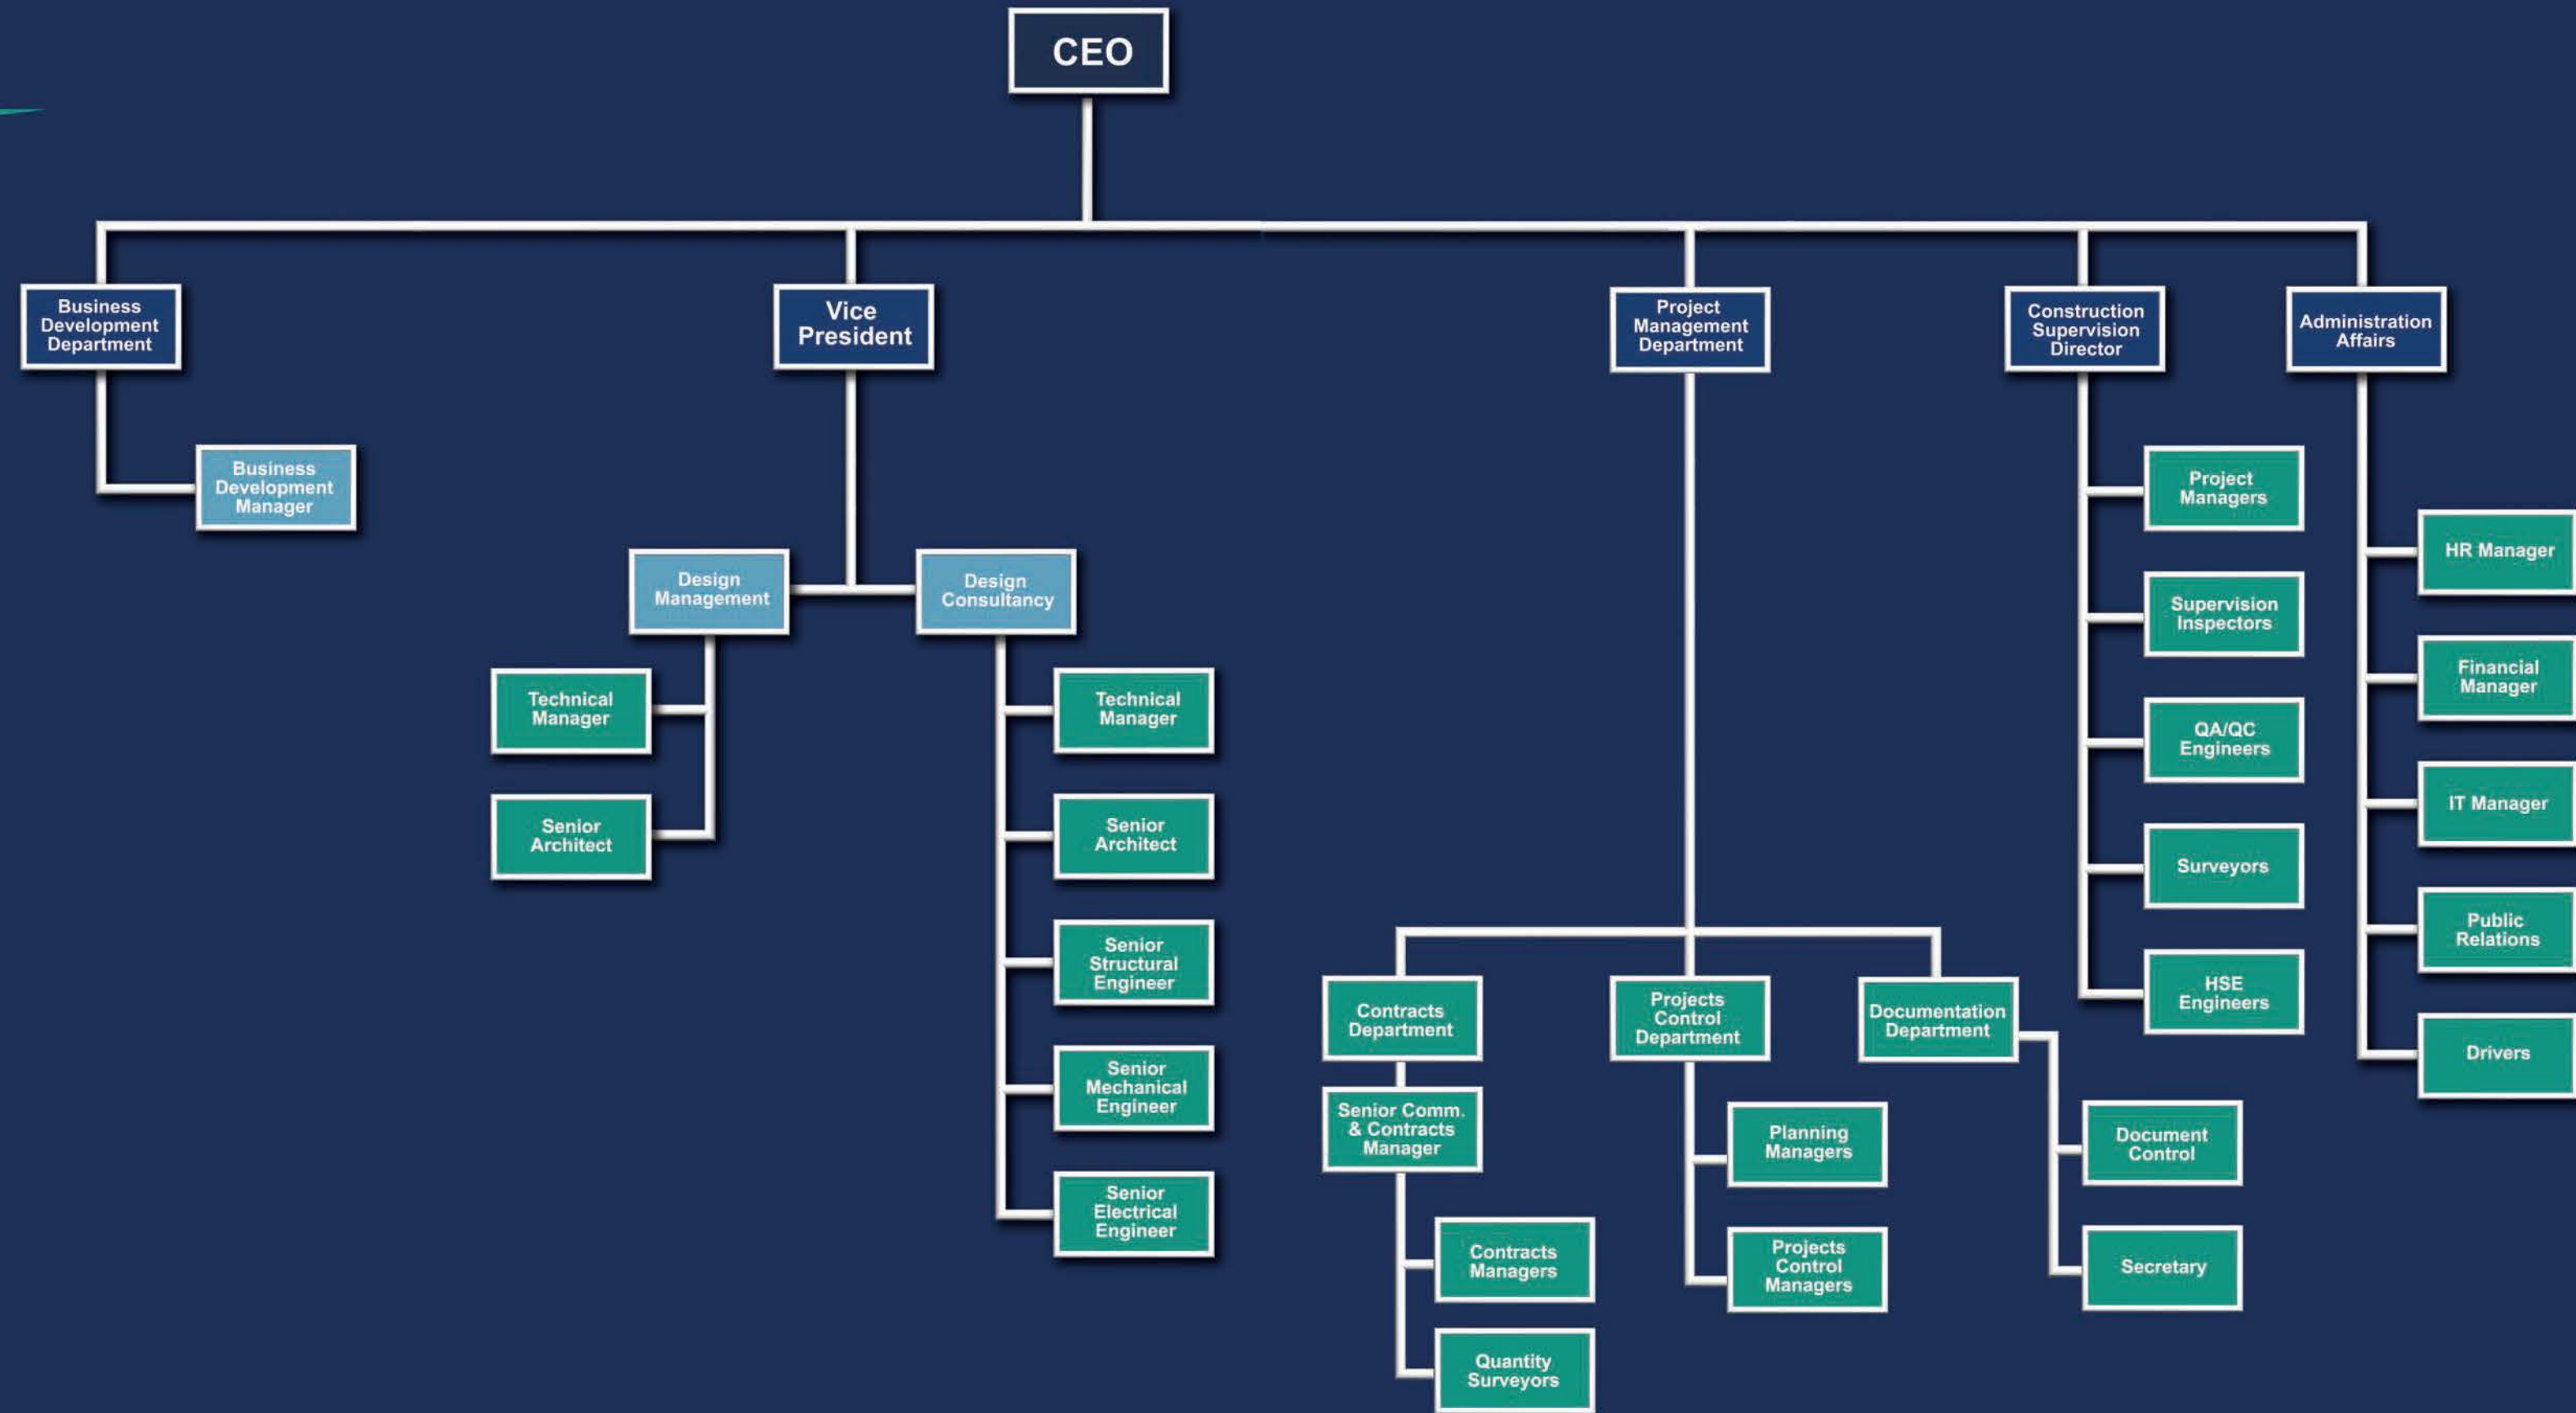 CEO
Business
Development
Department
Vice
President
Project
Management
Department
Construction
Supervision
Director
Administration
Affairs
Business
Development
Manager
Design
Management
Design
Consultancy
Technical
Manager
Senior
Architect
Technical
Manager
Senior
Architect
Senior
Structural
Engineer
Senior
Mechanical
Engineer
Senior
Electrical
Engineer
Contracts
Department
Senior Comm.
& Contracts
Manager
Contracts
Managers
Quantity
Surveyors
Projects
Control
Department
Planning
Managers
Projects
Control
Managers
Documentation
Department
Document
Control
Secretary
Project
Managers
Supervision
Inspectors
QA/QC
Engineers
Surveyors
HSE
Engineers
HR Manager
Financial
Manager
IT Manager
Public
Relations
Drivers